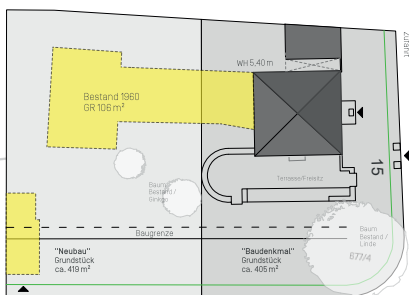 Zufahrt
WH 5,40 m
Bestand 1960
GR 106 m²
15
Terrasse/Freisitz
Baum
Bestand /
Ginkgo
Baum
Bestand /
Linde
677/4
Baugrenze
"Neubau"
Grundstück
ca. 419 m²
"Baudenkmal"
Grundstück
ca. 405 m²